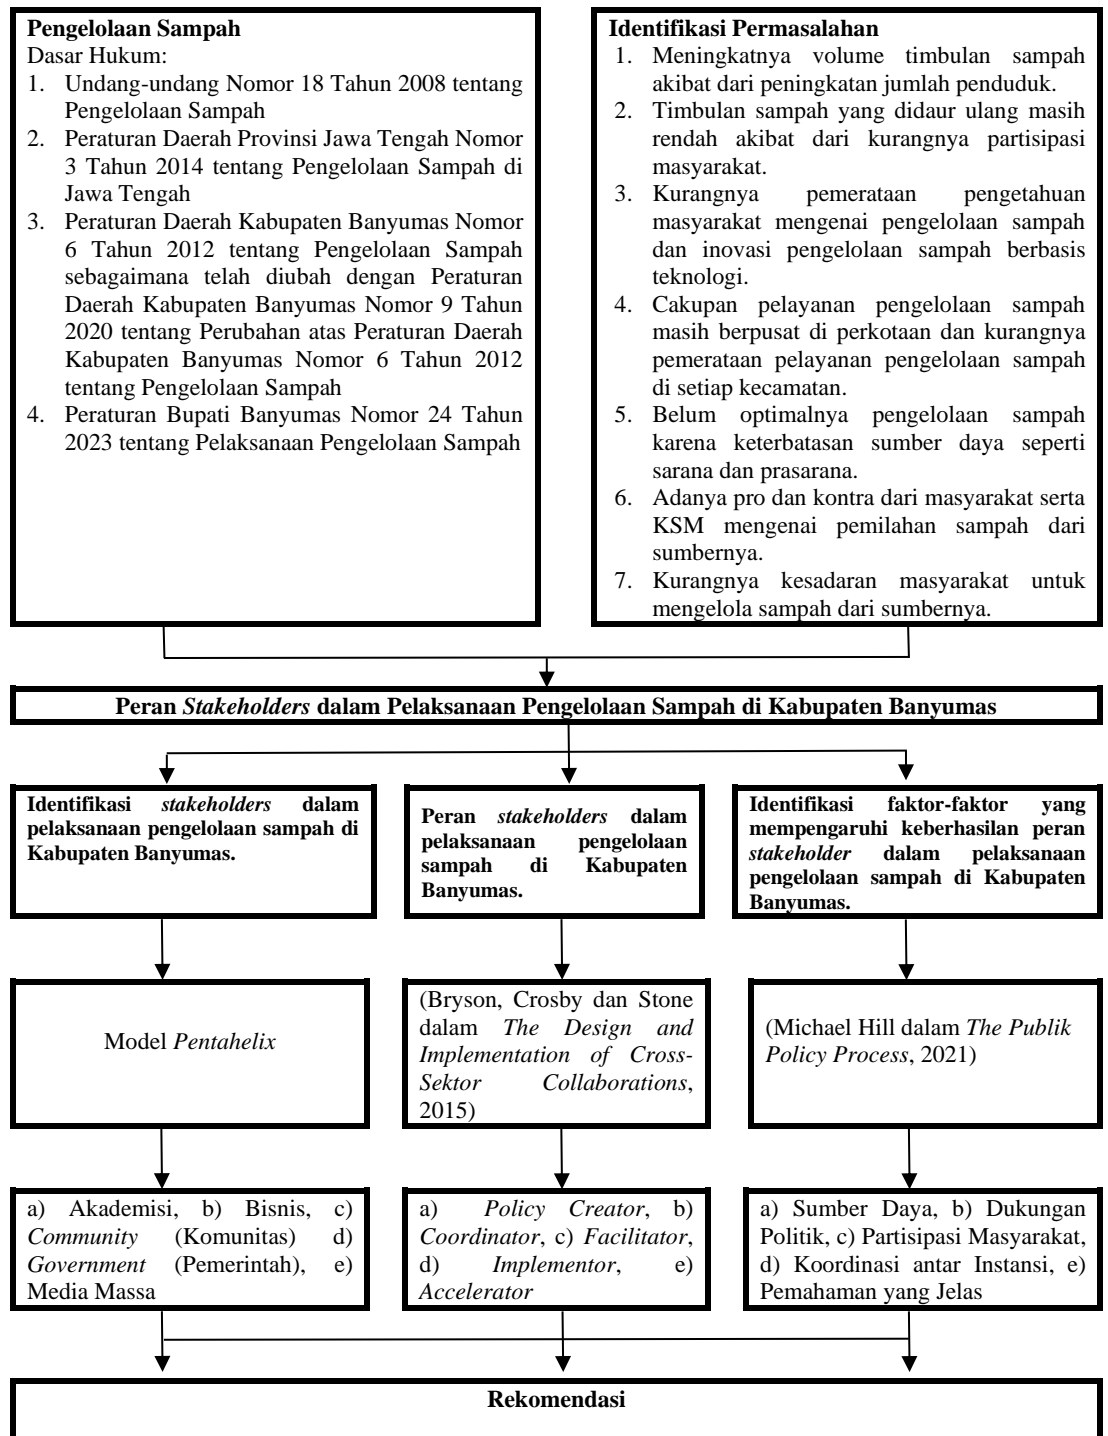 Pengelolaan Sampah
Dasar Hukum:
1. Undang-undang Nomor 18 Tahun 2008 tentang
Pengelolaan Sampah
2. Peraturan Daerah Provinsi Jawa Tengah Nomor
3 Tahun 2014 tentang Pengelolaan Sampah di
Jawa Tengah
3. Peraturan Daerah Kabupaten Banyumas Nomor
6 Tahun 2012 tentang Pengelolaan Sampah
sebagaimana telah diubah dengan Peraturan
Daerah Kabupaten Banyumas Nomor 9 Tahun
2020 tentang Perubahan atas Peraturan Daerah
Kabupaten Banyumas Nomor 6 Tahun 2012
tentang Pengelolaan Sampah
4. Peraturan Bupati Banyumas Nomor 24 Tahun
2023 tentang Pelaksanaan Pengelolaan Sampah
Identifikasi Permasalahan
1. Meningkatnya volume timbulan sampah
akibat dari peningkatan jumlah penduduk.
2. Timbulan sampah yang didaur ulang masih
rendah akibat dari kurangnya partisipasi
masyarakat.
3. Kurangnya pemerataan pengetahuan
masyarakat mengenai pengelolaan sampah
dan inovasi pengelolaan sampah berbasis
teknologi.
4. Cakupan pelayanan pengelolaan sampah
masih berpusat di perkotaan dan kurangnya
pemerataan pelayanan pengelolaan sampah
di setiap kecamatan.
5. Belum optimalnya pengelolaan sampah
karena keterbatasan sumber daya seperti
sarana dan prasarana.
6. Adanya pro dan kontra dari masyarakat serta
KSM mengenai pemilahan sampah dari
sumbernya.
7. Kurangnya kesadaran masyarakat untuk
mengelola sampah dari sumbernya.
Peran Stakeholders dalam Pelaksanaan Pengelolaan Sampah di Kabupaten Banyumas
Identifikasi stakeholders dalam
pelaksanaan pengelolaan sampah di
Kabupaten Banyumas.
Peran stakeholders dalam
pelaksanaan pengelolaan
sampah di Kabupaten
Banyumas.
Identifikasi faktor-faktor yang
mempengaruhi keberhasilan peran
stakeholder dalam pelaksanaan
pengelolaan sampah di Kabupaten
Banyumas.
Model Pentahelix
(Bryson, Crosby dan Stone
dalam The Design and
Implementation of Cross-
Sektor Collaborations,
2015)
(Michael Hill dalam The Publik
Policy Process, 2021)
a) Akademisi, b) Bisnis, c)
Community (Komunitas) d)
Government (Pemerintah), e)
Media Massa
a) Policy Creator, b)
Coordinator, c) Facilitator,
d) Implementor, e)
Accelerator
a) Sumber Daya, b) Dukungan
Politik, c) Partisipasi Masyarakat,
d) Koordinasi antar Instansi, e)
Pemahaman yang Jelas
Rekomendasi